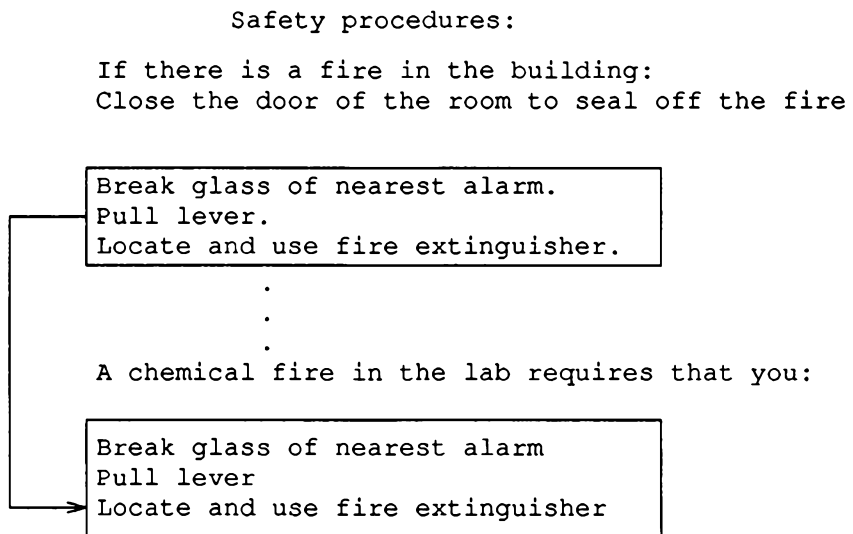 Safety procedures:
If there is a fire in the building:
Close the door of the room to seal off the fire
Break glass of nearest alarm.
Pull lever.
Locate and use fire extinguisher.
.
.
.
A chemical fire in the lab requires that you:
Break glass of nearest alarm
Pull lever
Locate and use fire extinguisher